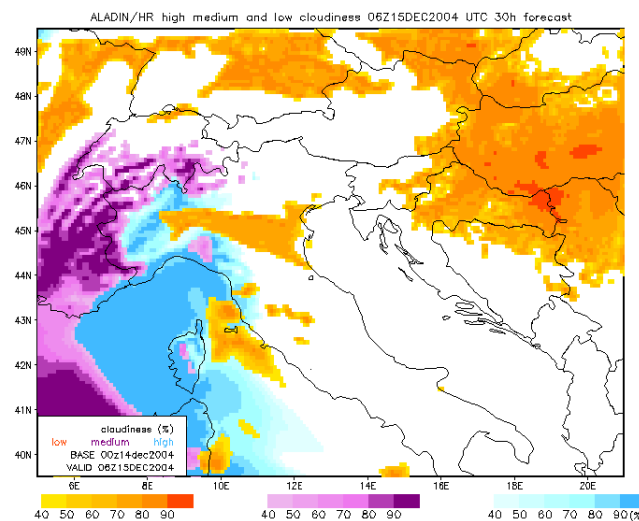 ALADIN/HR high medium and low cloudiness 06Z15DEC2004 UTC 30h forecast
49N
48N
47N
46N
45N
44N
43N
42N
41N
40N
cloudiness (%)
low medium high
BASE 00z14dec2004
VALID 06Z15DEC2004
6E 8E 10E 12E 14E 16E 18E 20E
40 50 60 70 80 90 40 50 60 70 80 90 40 50 60 70 80 90(%)